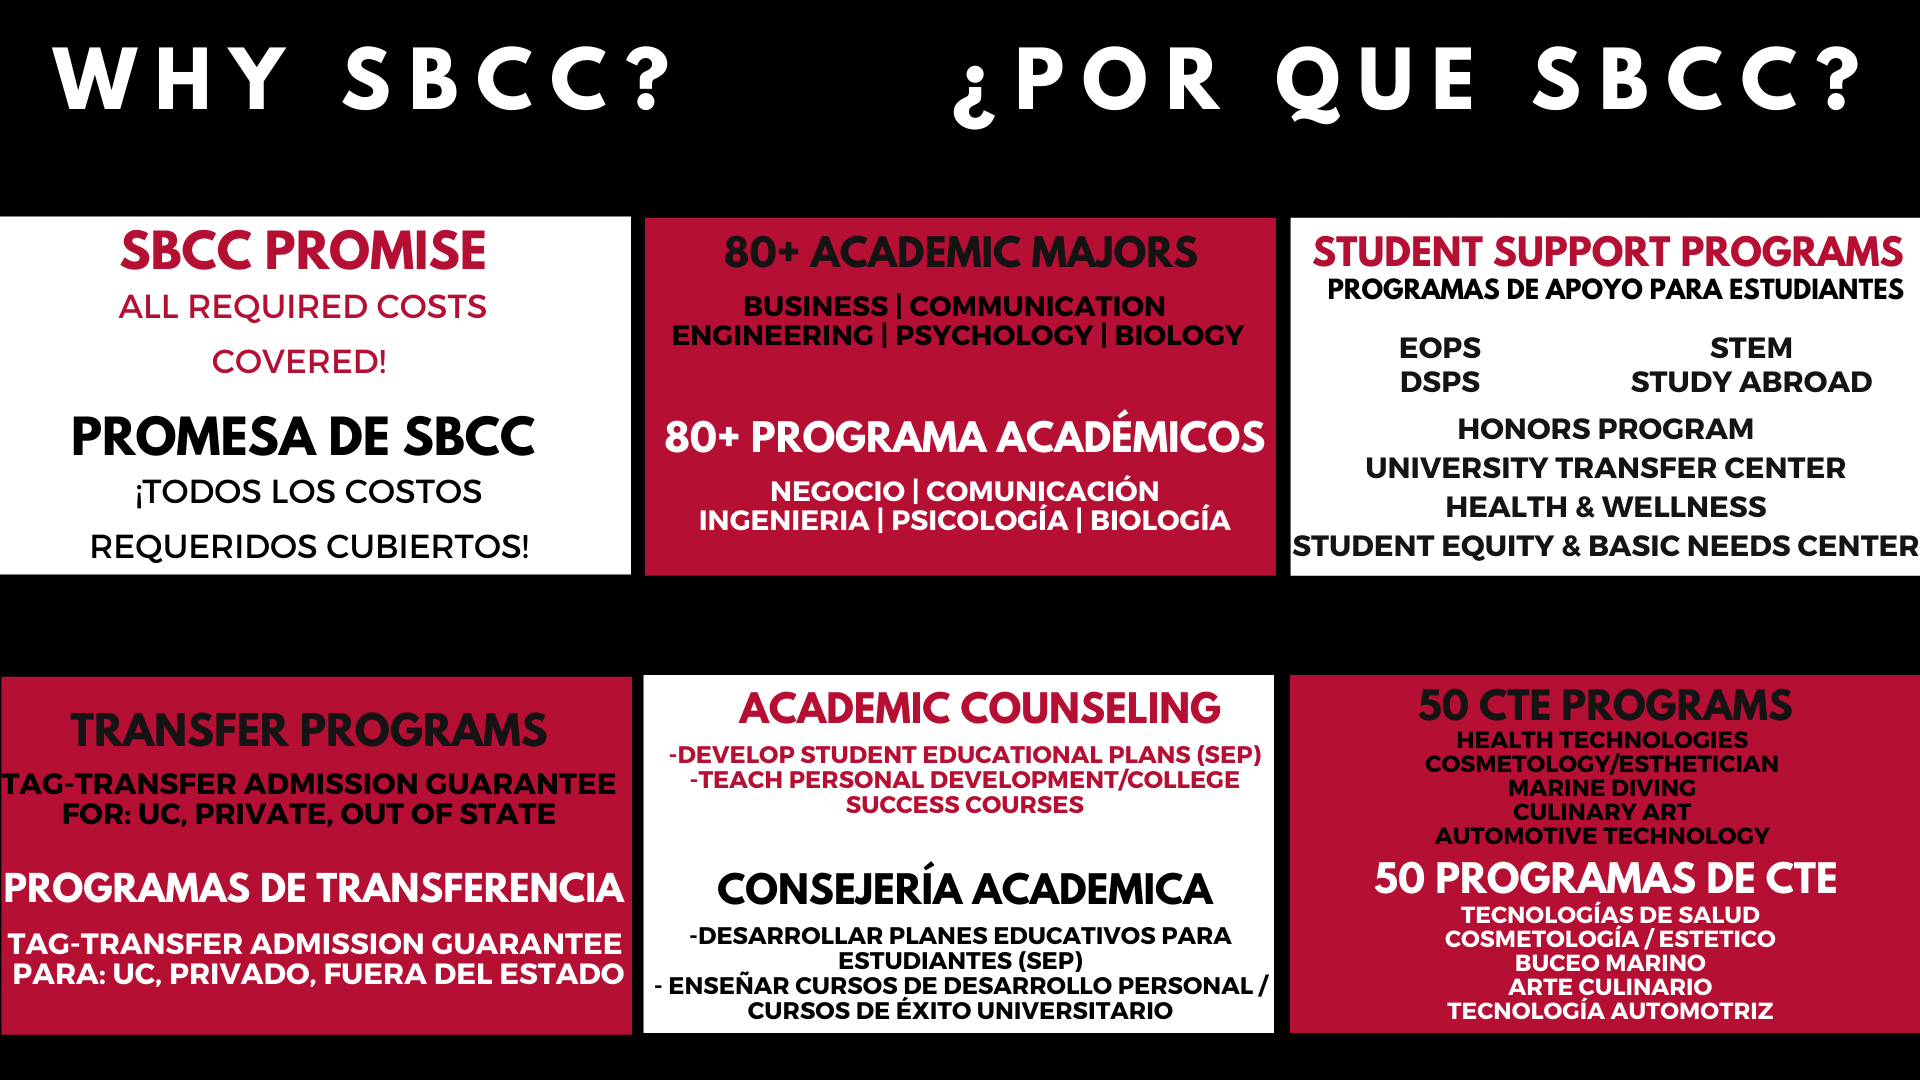 WHY SBCC?
¿POR QUE SBCC?
SBCC PROMISE
ALL REQUIRED COSTS
COVERED!
PROMESA DE SBCC
¡TODOS LOS COSTOS
REQUERIDOS CUBIERTOS!
80+ ACADEMIC MAJORS
BUSINESS | COMMUNICATION
ENGINEERING | PSYCHOLOGY | BIOLOGY
80+ PROGRAMA ACADÉMICOS
NEGOCIO | COMUNICACIÓN
INGENIERIA | PSICOLOGÍA | BIOLOGÍA
STUDENT SUPPORT PROGRAMS
PROGRAMAS DE APOYO PARA ESTUDIANTES
EOPS
DSPS
STEM
STUDY ABROAD
HONORS PROGRAM
UNIVERSITY TRANSFER CENTER
HEALTH & WELLNESS
STUDENT EQUITY & BASIC NEEDS CENTER
TRANSFER PROGRAMS
TAG-TRANSFER ADMISSION GUARANTEE
FOR: UC, PRIVATE, OUT OF STATE
PROGRAMAS DE TRANSFERENCIA
TAG-TRANSFER ADMISSION GUARANTEE
PARA: UC, PRIVADO, FUERA DEL ESTADO
ACADEMIC COUNSELING
-DEVELOP STUDENT EDUCATIONAL PLANS (SEP)
-TEACH PERSONAL DEVELOPMENT/COLLEGE
SUCCESS COURSES
CONSEJERÍA ACADEMICA
-DESARROLLAR PLANES EDUCATIVOS PARA
ESTUDIANTES (SEP)
- ENSEÑAR CURSOS DE DESARROLLO PERSONAL /
CURSOS DE ÉXITO UNIVERSITARIO
50 CTE PROGRAMS
HEALTH TECHNOLOGIES
COSMETOLOGY/ESTHETICIAN
MARINE DIVING
CULINARY ART
AUTOMOTIVE TECHNOLOGY
50 PROGRAMAS DE CTE
TECNOLOGÍAS DE SALUD
COSMETOLOGÍA / ESTETICO
BUCEO MARINO
ARTE CULINARIO
TECNOLOGÍA AUTOMOTRIZ